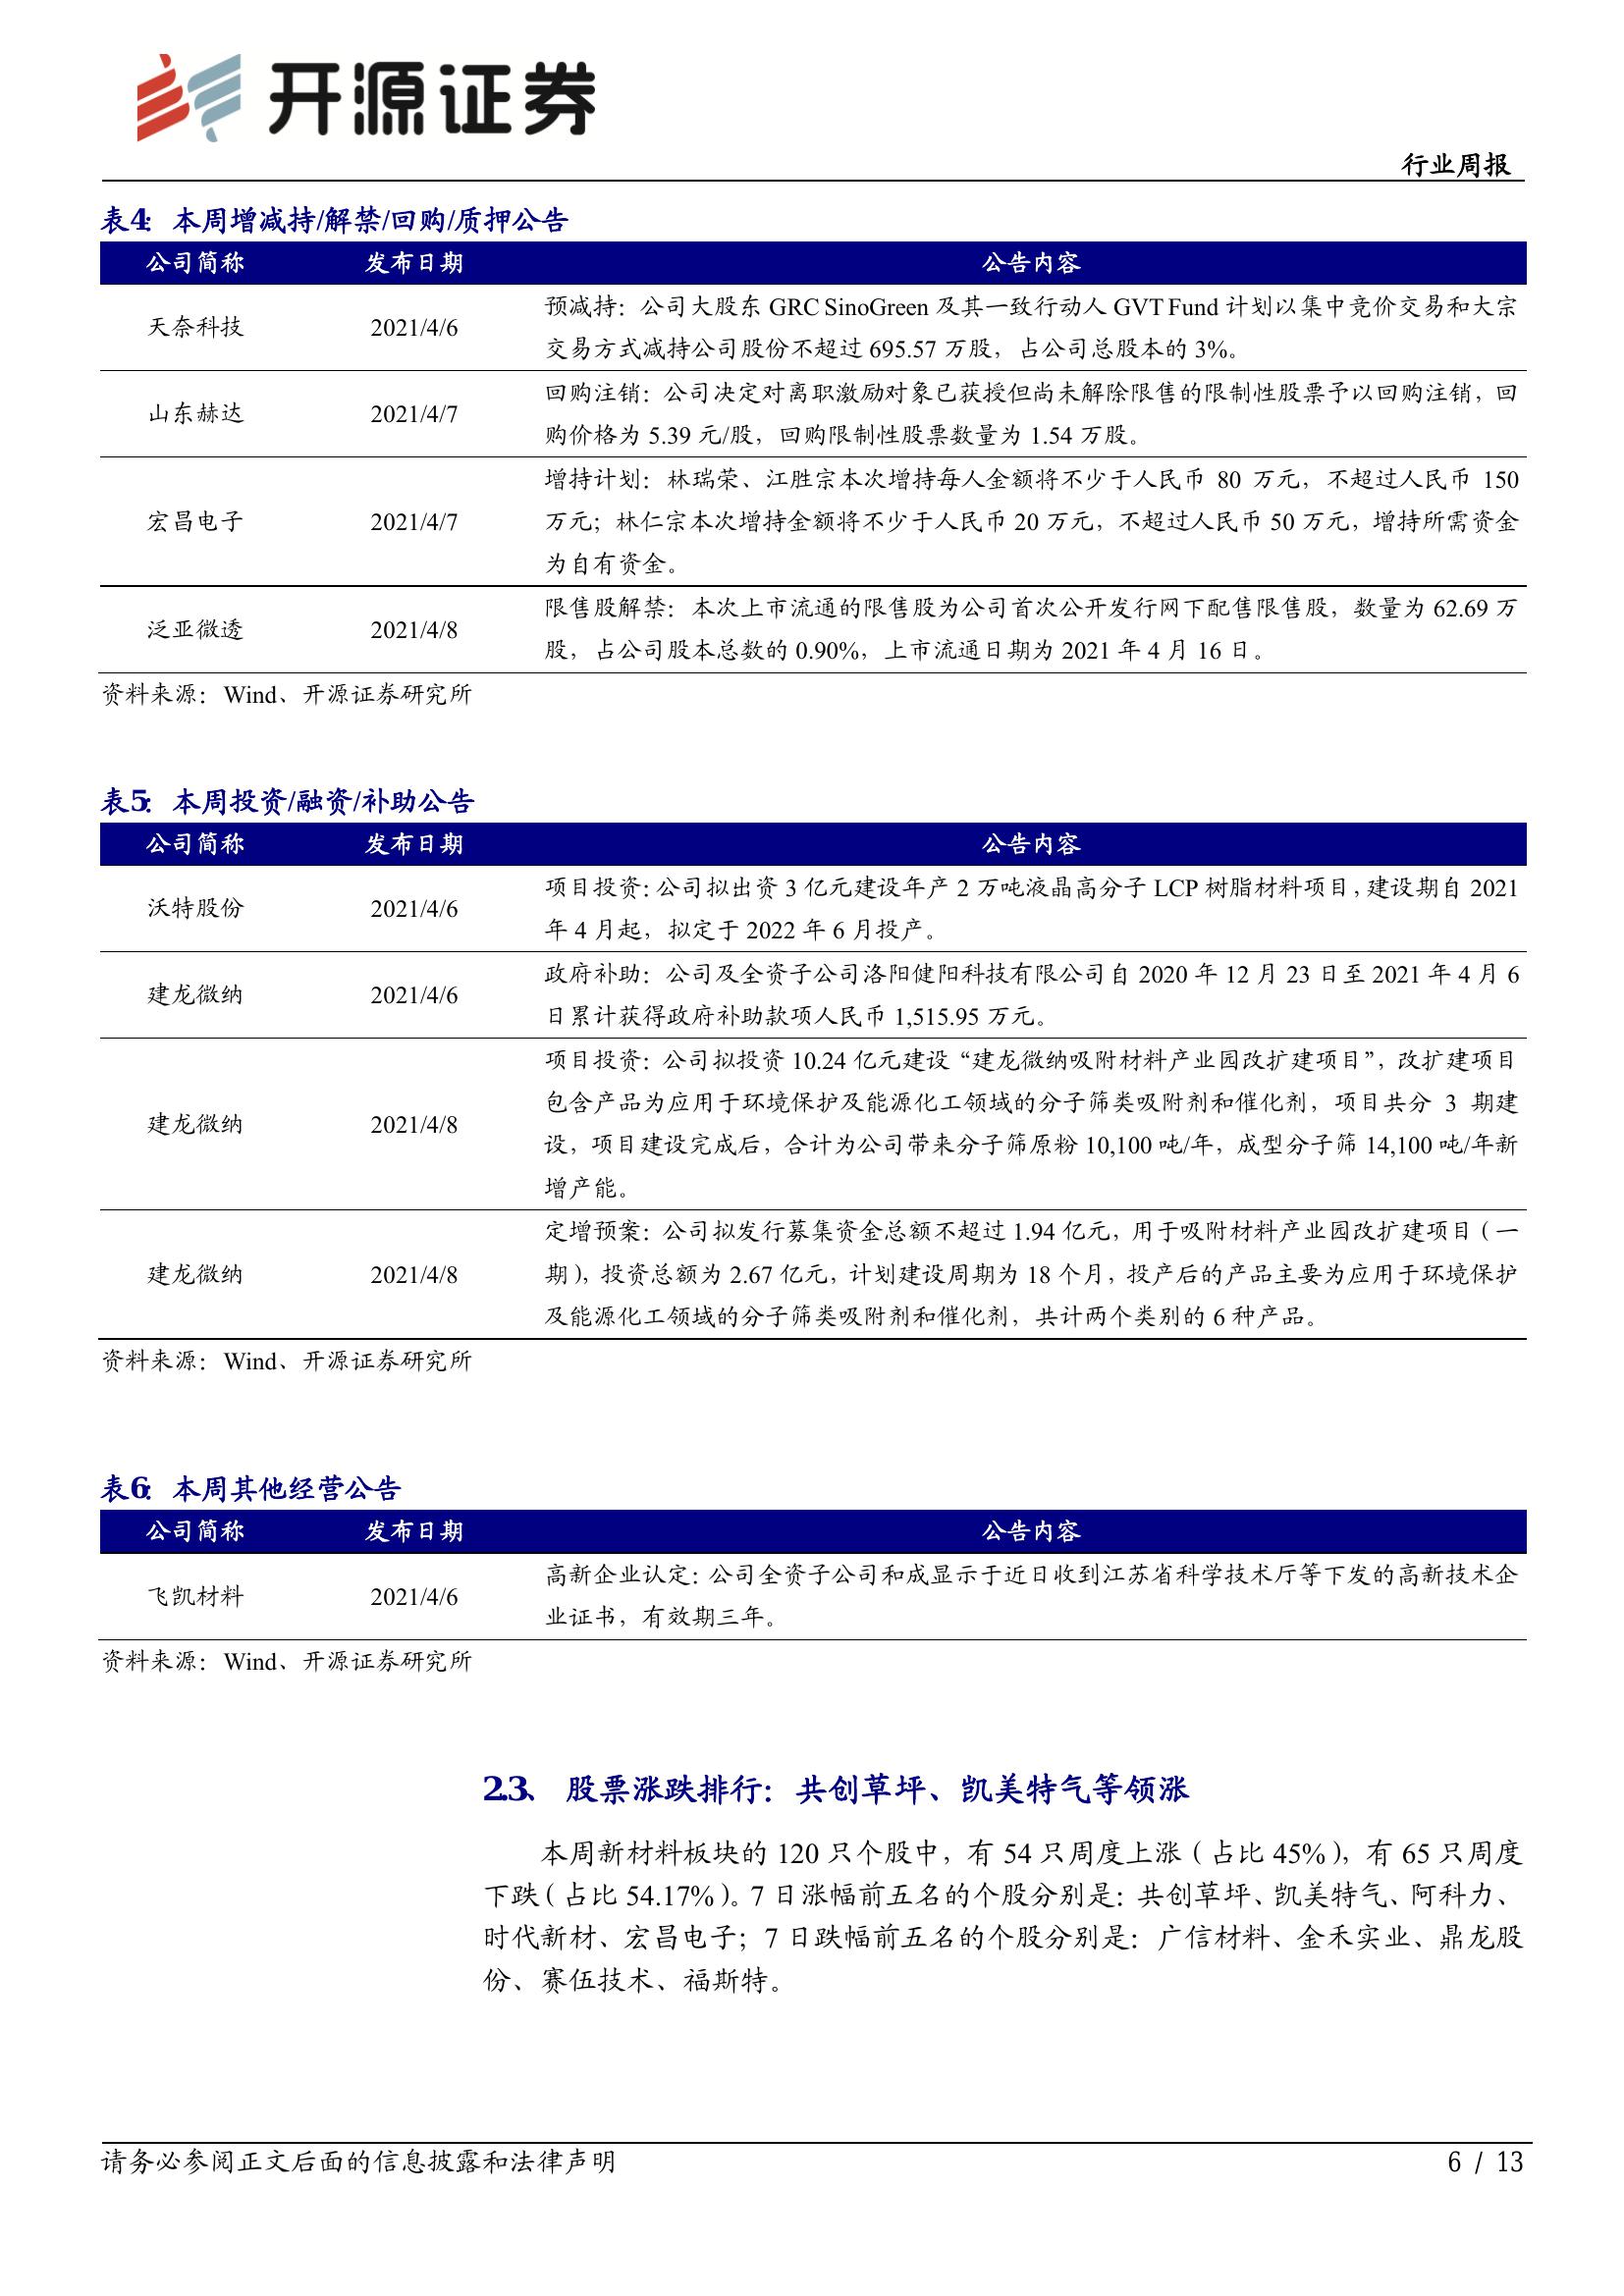 开源证券
行业周报
表4： 本周增减持/解禁/回购/质押公告
公司简称 发布日期 公告内容
天奈科技 2021/4/6 预减持：公司大股东 GRC SinoGreen 及其一致行动人 GVT Fund 计划以集中竞价交易和大宗
交易方式减持公司股份不超过 695.57 万股，占公司总股本的 3%。
山东赫达 2021/4/7 回购注销：公司决定对离职激励对象已获授但尚未解除限售的限制性股票予以回购注销，回
购价格为 5.39 元/股，回购限制性股票数量为 1.54 万股。
宏昌电子 2021/4/7 增持计划：林瑞荣、江胜宗本次增持每人金额将不少于人民币 80 万元，不超过人民币 150
万元；林仁宗本次增持金额将不少于人民币 20 万元，不超过人民币 50 万元，增持所需资金
为自有资金。
泛亚微透 2021/4/8 限售股解禁：本次上市流通的限售股为公司首次公开发行网下配售限售股，数量为 62.69 万
股，占公司股本总数的 0.90%，上市流通日期为 2021 年 4 月 16 日。
资料来源：Wind、开源证券研究所
表5： 本周投资/融资/补助公告
公司简称 发布日期 公告内容
沃特股份 2021/4/6 项目投资：公司拟出资 3 亿元建设年产 2 万吨液晶高分子 LCP 树脂材料项目，建设期自 2021
年 4 月起，拟定于 2022 年 6 月投产。
建龙微纳 2021/4/6 政府补助：公司及全资子公司洛阳健阳科技有限公司自 2020 年 12 月 23 日至 2021 年 4 月 6
日累计获得政府补助款项人民币 1,515.95 万元。
建龙微纳 2021/4/8 项目投资：公司拟投资 10.24 亿元建设“建龙微纳吸附材料产业园改扩建项目”，改扩建项目
包含产品为应用于环境保护及能源化工领域的分子筛类吸附剂和催化剂，项目共分 3 期建
设，项目建设完成后，合计为公司带来分子筛原粉 10,100 吨/年，成型分子筛 14,100 吨/年新
增产能。
建龙微纳 2021/4/8 定增预案：公司拟发行募集资金总额不超过 1.94 亿元，用于吸附材料产业园改扩建项目（一
期），投资总额为 2.67 亿元，计划建设周期为 18 个月，投产后的产品主要为应用于环境保护
及能源化工领域的分子筛类吸附剂和催化剂，共计两个类别的 6 种产品。
资料来源：Wind、开源证券研究所
表6： 本周其他经营公告
公司简称 发布日期 公告内容
飞凯材料 2021/4/6 高新企业认定：公司全资子公司和成显示于近日收到江苏省科学技术厅等下发的高新技术企
业证书，有效期三年。
资料来源：Wind、开源证券研究所
2.3、 股票涨跌排行：共创草坪、凯美特气等领涨
本周新材料板块的 120 只个股中，有 54 只周度上涨（占比 45%），有 65 只周度
下跌（占比 54.17%）。7 日涨幅前五名的个股分别是：共创草坪、凯美特气、阿科力、
时代新材、宏昌电子；7 日跌幅前五名的个股分别是：广信材料、金禾实业、鼎龙股
份、赛伍技术、福斯特。
请务必参阅正文后面的信息披露和法律声明 6 / 13